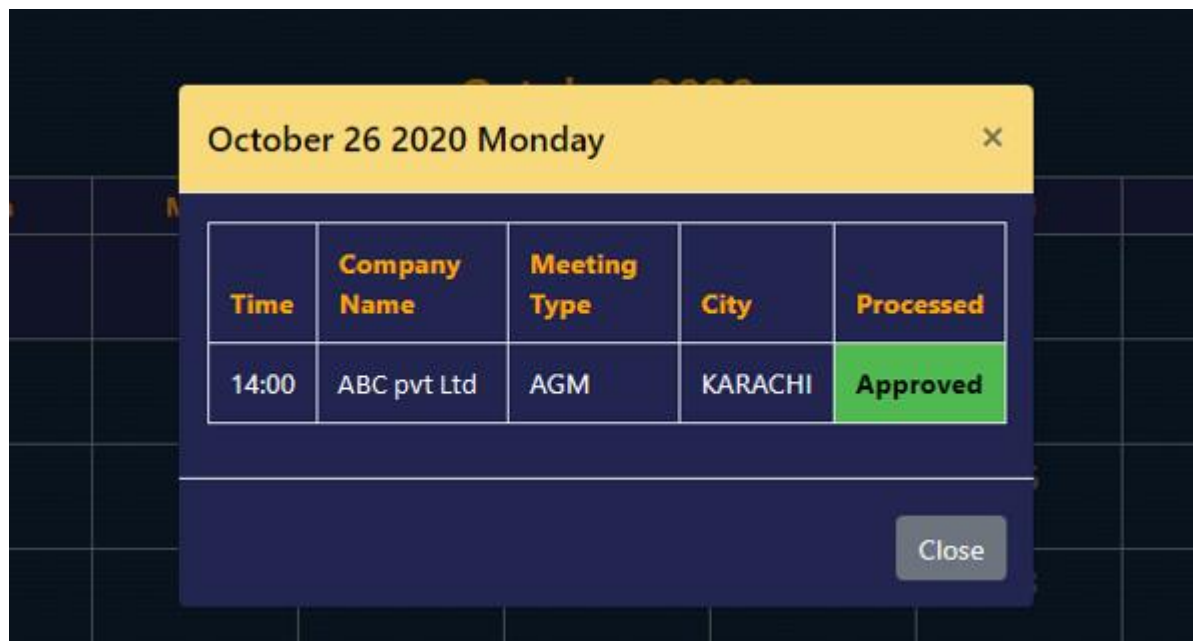 October 26 2020 Monday ×
Time Company Name Meeting Type City Processed
14:00 ABC pvt Ltd AGM KARACHI Approved
Close